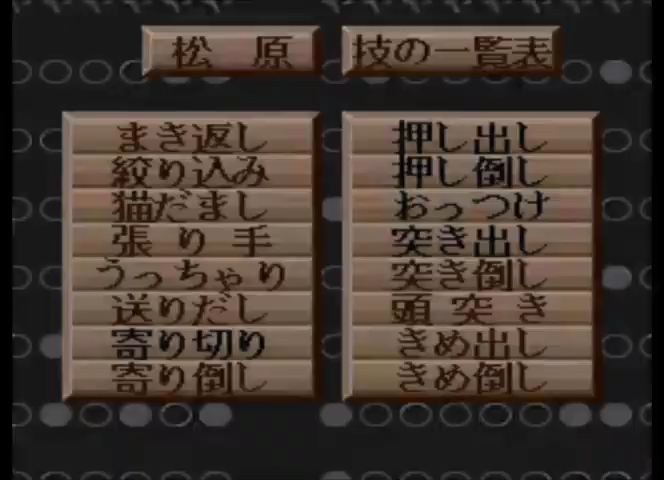 松原
技の一覧表
まき返し
絞り込み
猫だまし
張り手
うっちゃり
送りだし
寄り切り
寄り倒し
押し出し
押し倒し
おっつけ
突き出し
突き倒し
頭突き
きめ出し
きめ倒し